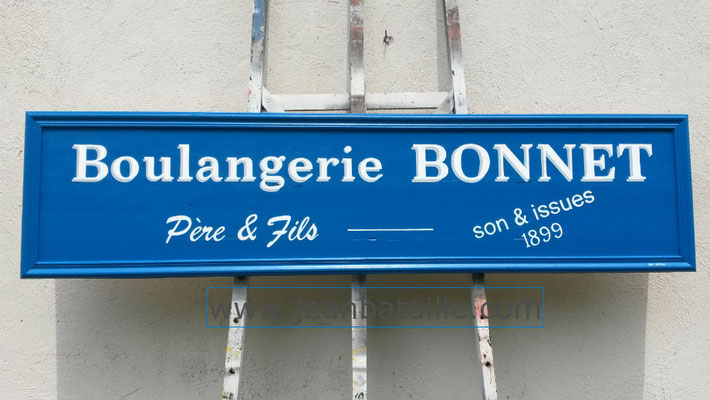 Boulangerie BONNET
Père & Fils
son & issues
1899
www.jeanbataille.com